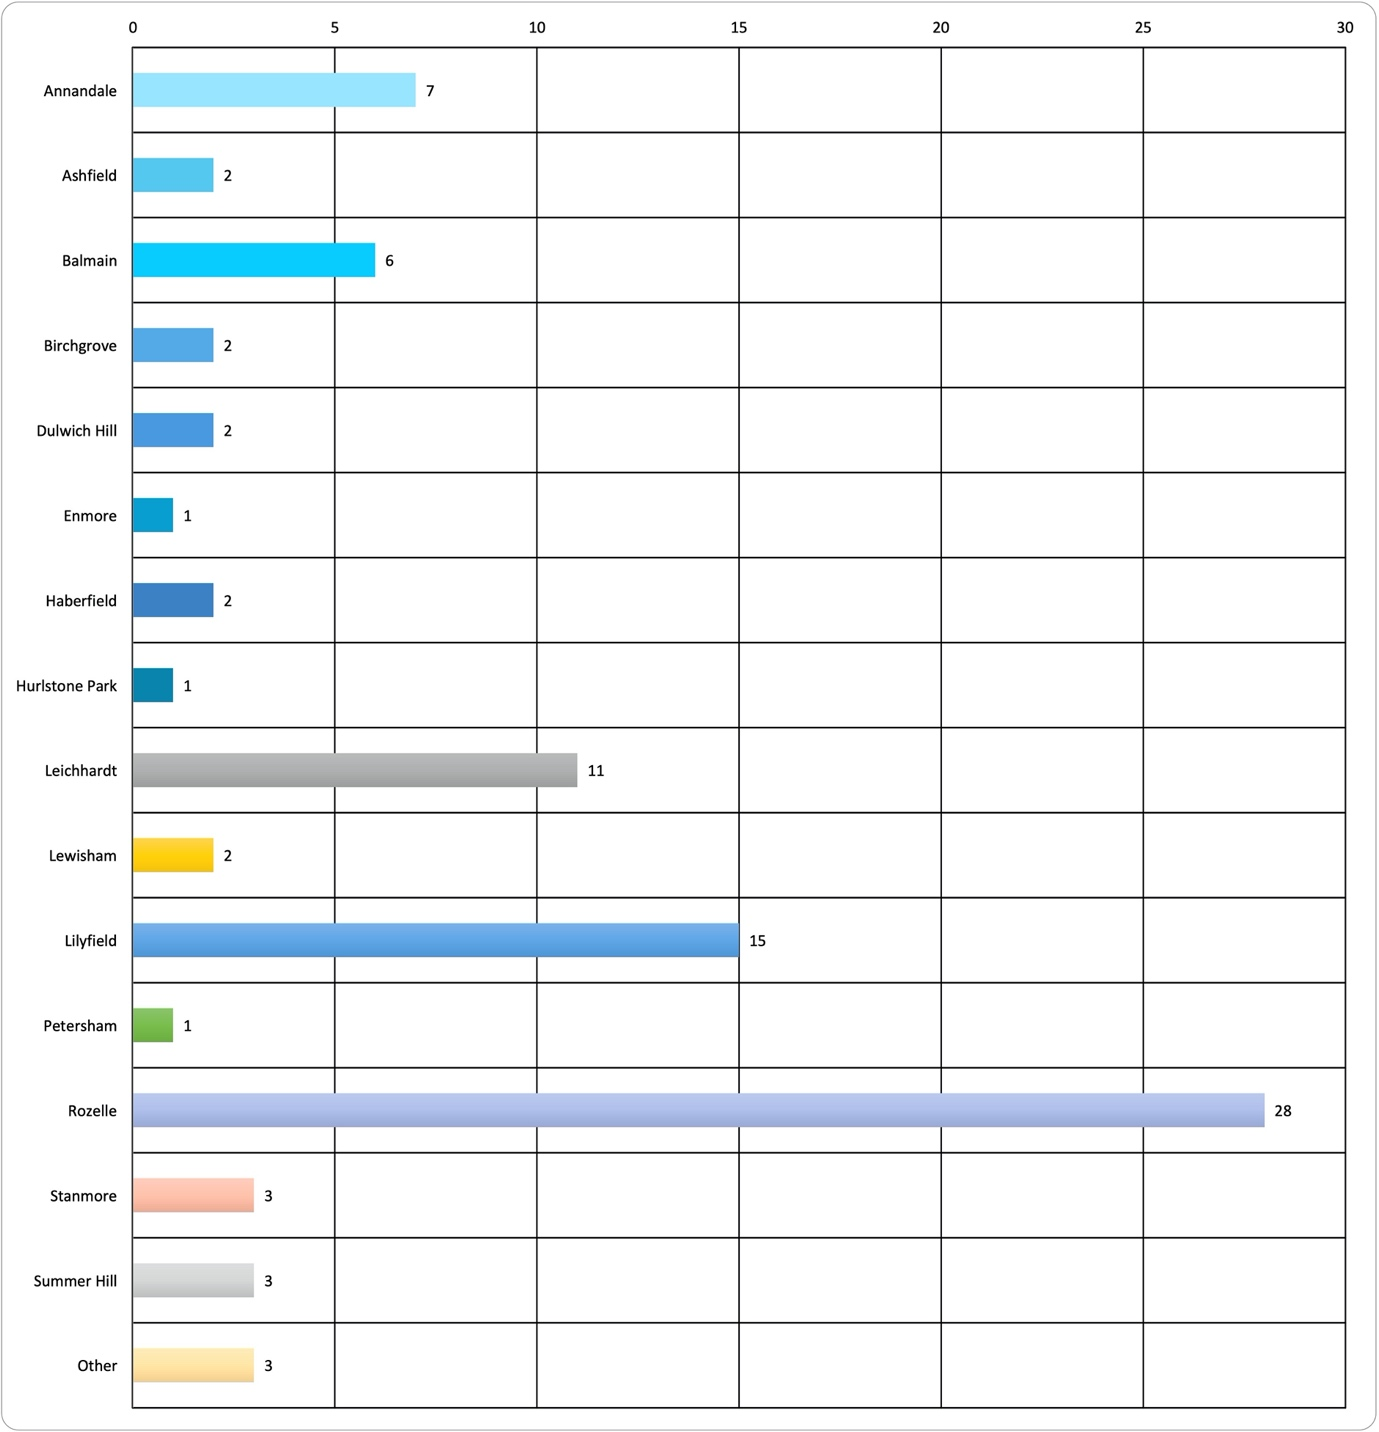 0 5 10 15 20 25 30
Annandale 7
Ashfield 2
Balmain 6
Birchgrove 2
Dulwich Hill 2
Enmore 1
Haberfield 2
Hurlstone Park 1
Leichhardt 11
Lewisham 2
Lilyfield 15
Petersham 1
Rozelle 28
Stanmore 3
Summer Hill 3
Other 3